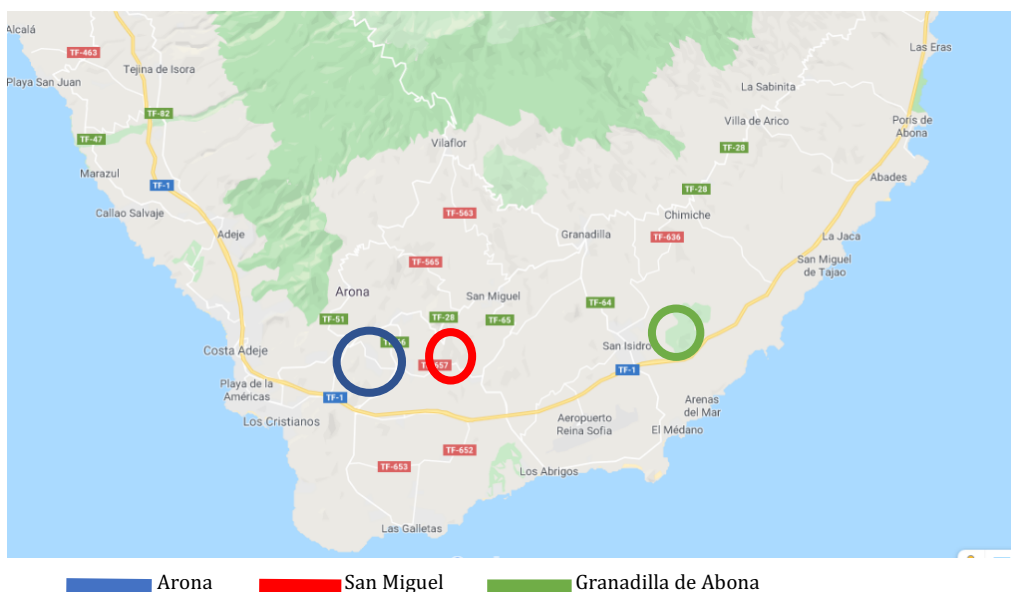 Alcalá
TF-463
Tejina de Isora
Playa San Juan
Las Eras
La Sabinita
TF-82
Villa de Arico
Poris de
Abona
TF-47
Vilaflor
TF-28
Marazul
TF-1
TF-28
Abades
Callao Salvaje
TF-563
Chimiche
Adeje
Granadilla
TF-636
La Jaca
TF-565
San Miguel
de Tajao
Arona
San Miguel
TF-64
TF-51
TF-28
TF-65
Costa Adeje
San Isidro
TF-1
Playa de la
Américas
TF-1
Arenas
del Mar
Los Cristianos
Aeropuerto
Reina Sofia
El Médano
TF-652
TF-653
Los Abrigos
Las Galletas
Arona
San Miguel
Granadilla de Abona